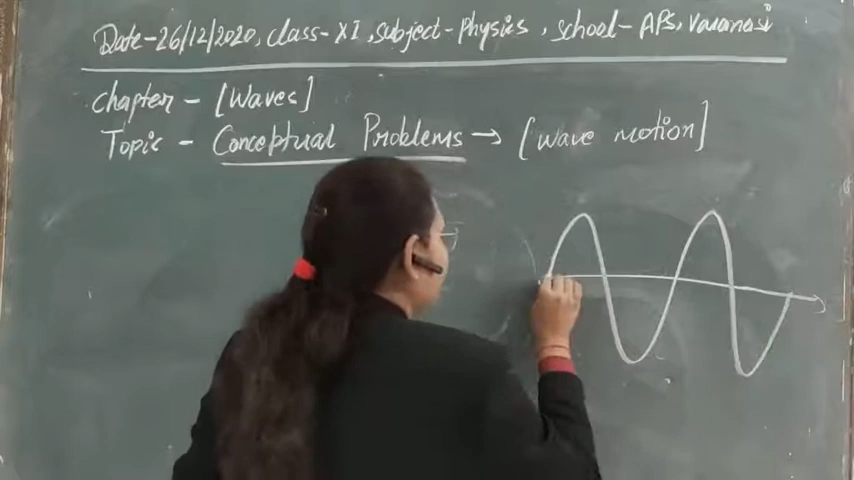 Date-26/12/2020, class-XI, subject-Physics, school-APS, Varanasi
chapter - [Waves]
Topic - Conceptual Problems → [wave motion]